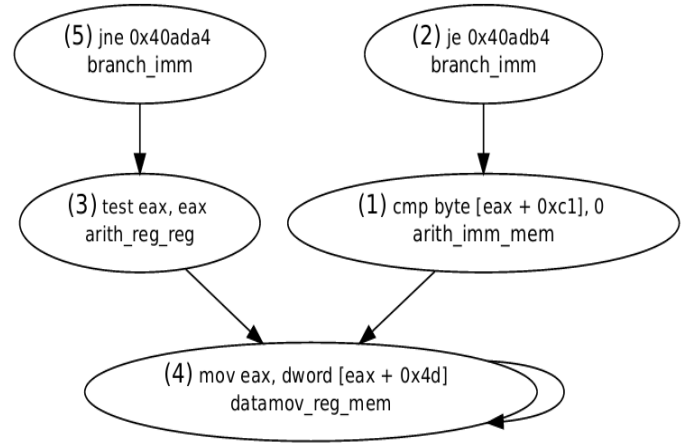 (5) jne 0x40ada4
branch_imm
(2) je 0x40adb4
branch_imm
(3) test eax, eax
arith_reg_reg
(1) cmp byte [eax + 0xc1], 0
arith_imm_mem
(4) mov eax, dword [eax + 0x4d]
datamov_reg_mem